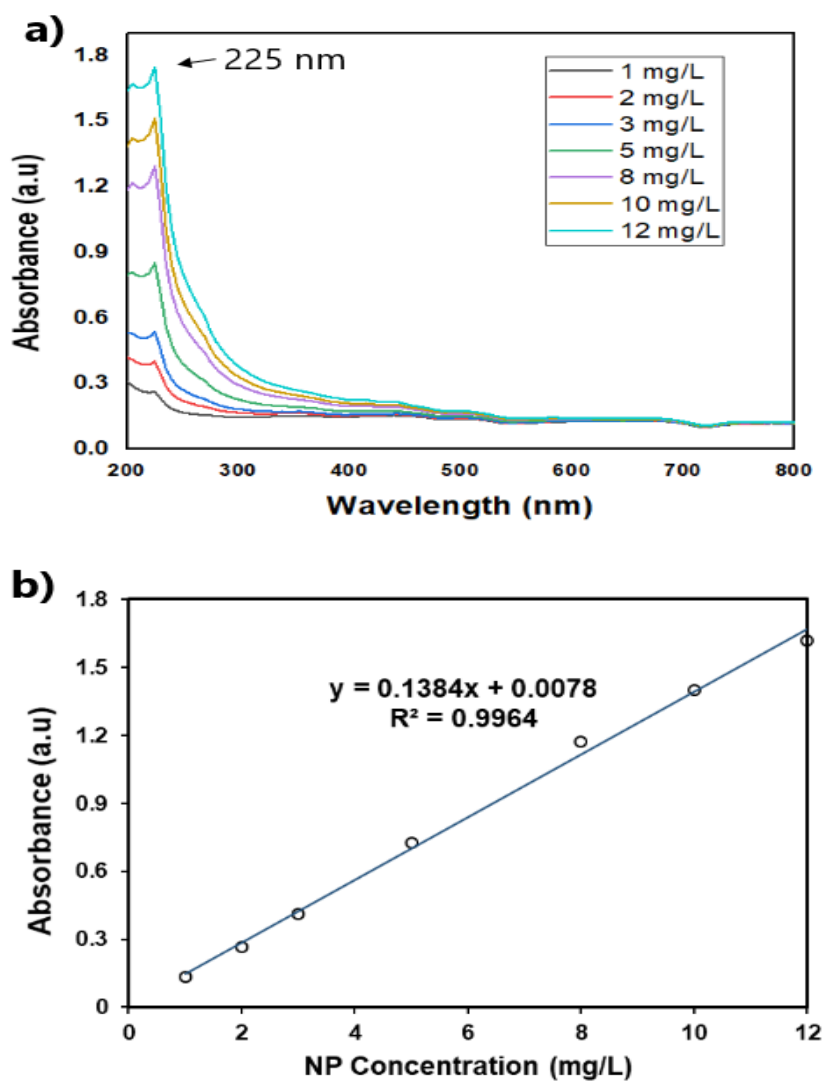 a)
1.8
1.5
1.2
0.9
0.6
0.3
0.0
Absorbance (a.u)
225 nm
1 mg/L
2 mg/L
3 mg/L
5 mg/L
8 mg/L
10 mg/L
12 mg/L
200 300 400 500 600 700 800
Wavelength (nm)
b)
1.8
1.5
1.2
0.9
0.6
0.3
0
Absorbance (a.u)
y = 0.1384x + 0.0078
R² = 0.9964
0 2 4 6 8 10 12
NP Concentration (mg/L)